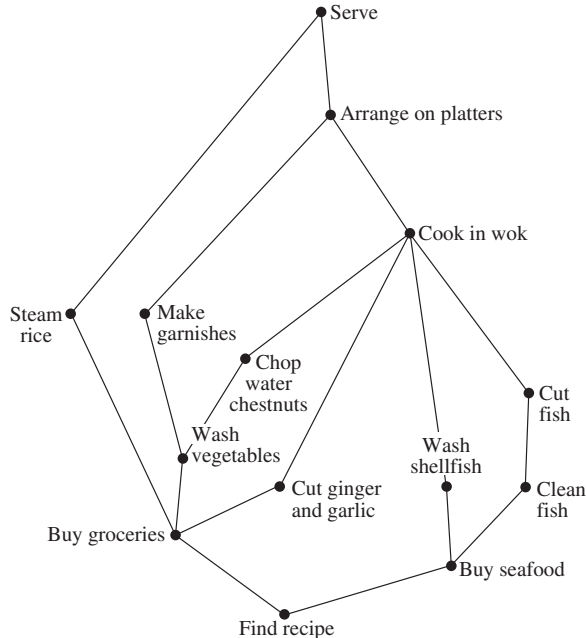 Serve
Arrange on platters
Cook in wok
Steam
rice
Make
garnishes
Chop
water
chestnuts
Cut
fish
Wash
vegetables
Wash
shellfish
Cut ginger
and garlic
Clean
fish
Buy groceries
Buy seafood
Find recipe